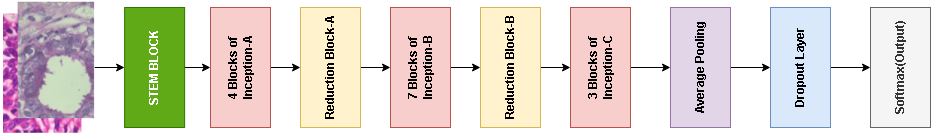 STEM BLOCK
4 Blocks of
Inception-A
Reduction Block-A
7 Blocks of
Inception-B
Reduction Block-B
3 Blocks of
Inception-C
Average Pooling
Dropout Layer
Softmax(Output)